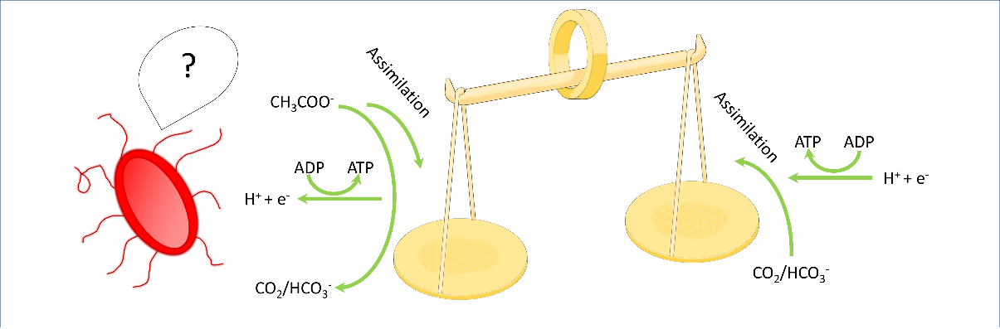 ?
CH₃COO⁻
Assimilation
ADP
ATP
H⁺ + e⁻
CO₂/HCO₃⁻
Assimilation
ATP
ADP
H⁺ + e⁻
CO₂/HCO₃⁻